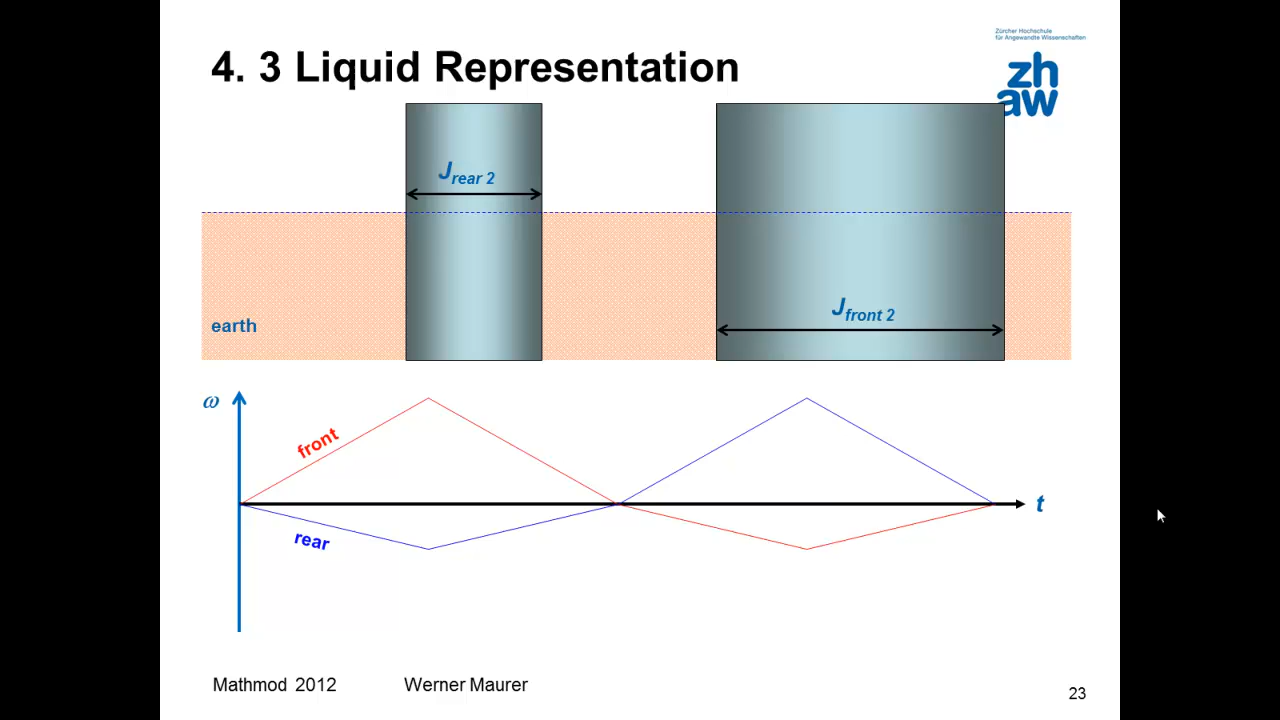 4. 3 Liquid Representation
Zürcher Hochschule
für Angewandte Wissenschaften
zh
aw
J rear 2
J front 2
earth
ω
front
rear
t
Mathmod 2012 Werner Maurer
23